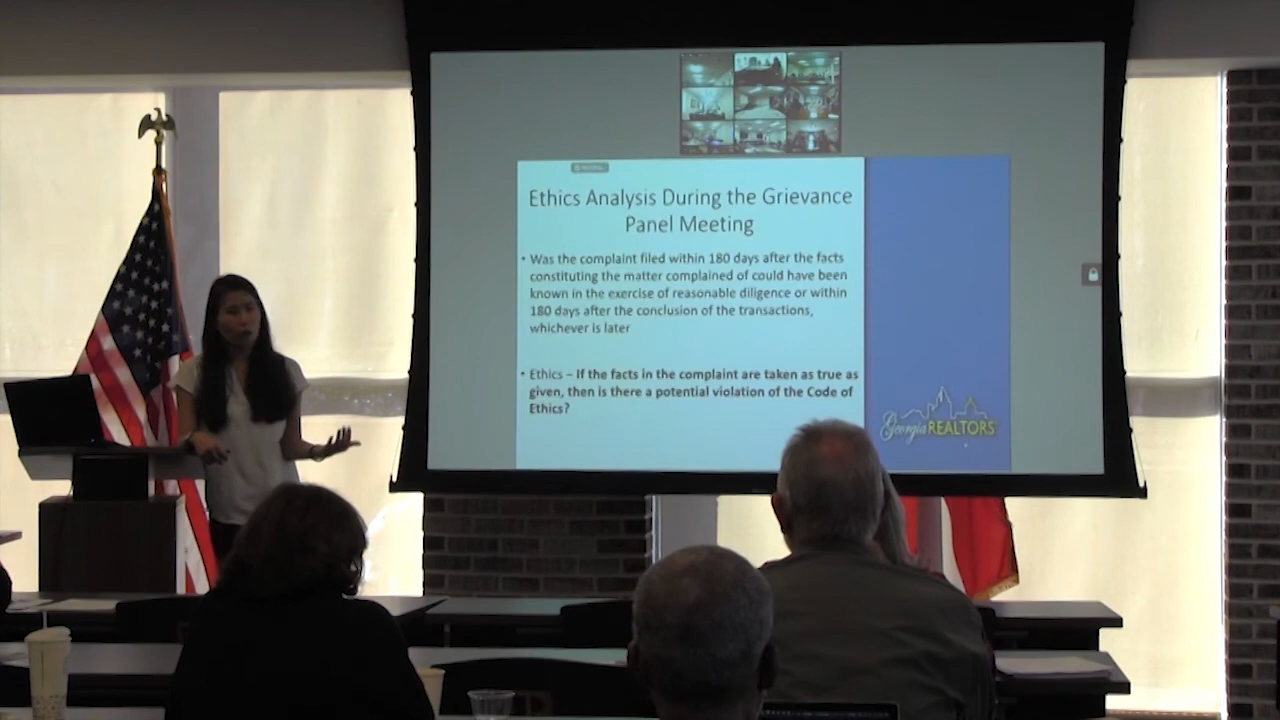 Ethics Analysis During the Grievance
Panel Meeting
• Was the complaint filed within 180 days after the facts
constituting the matter complained of could have been
known in the exercise of reasonable diligence or within
180 days after the conclusion of the transactions,
whichever is later
• Ethics – If the facts in the complaint are taken as true as
given, then is there a potential violation of the Code of
Ethics?
Georgia REALTORS